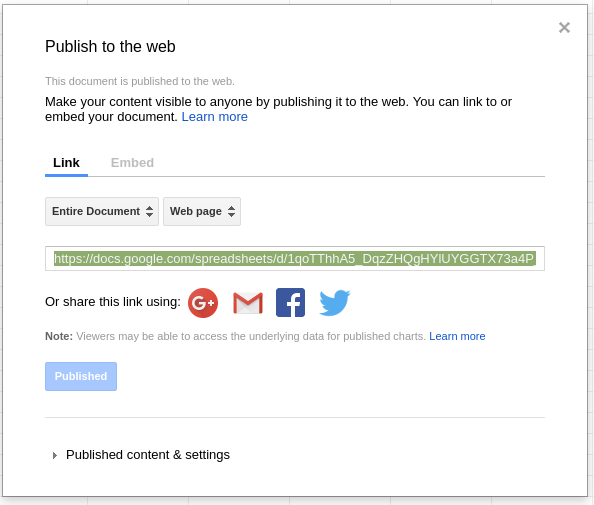 Publish to the web
This document is published to the web.
Make your content visible to anyone by publishing it to the web. You can link to or
embed your document. Learn more
Link Embed
Entire Document Web page
https://docs.google.com/spreadsheets/d/1qoTThhA5_DqzZHQgHYlUYGGTX73a4P
Or share this link using: G+ M f
Note: Viewers may be able to access the underlying data for published charts. Learn more
Published
Published content & settings